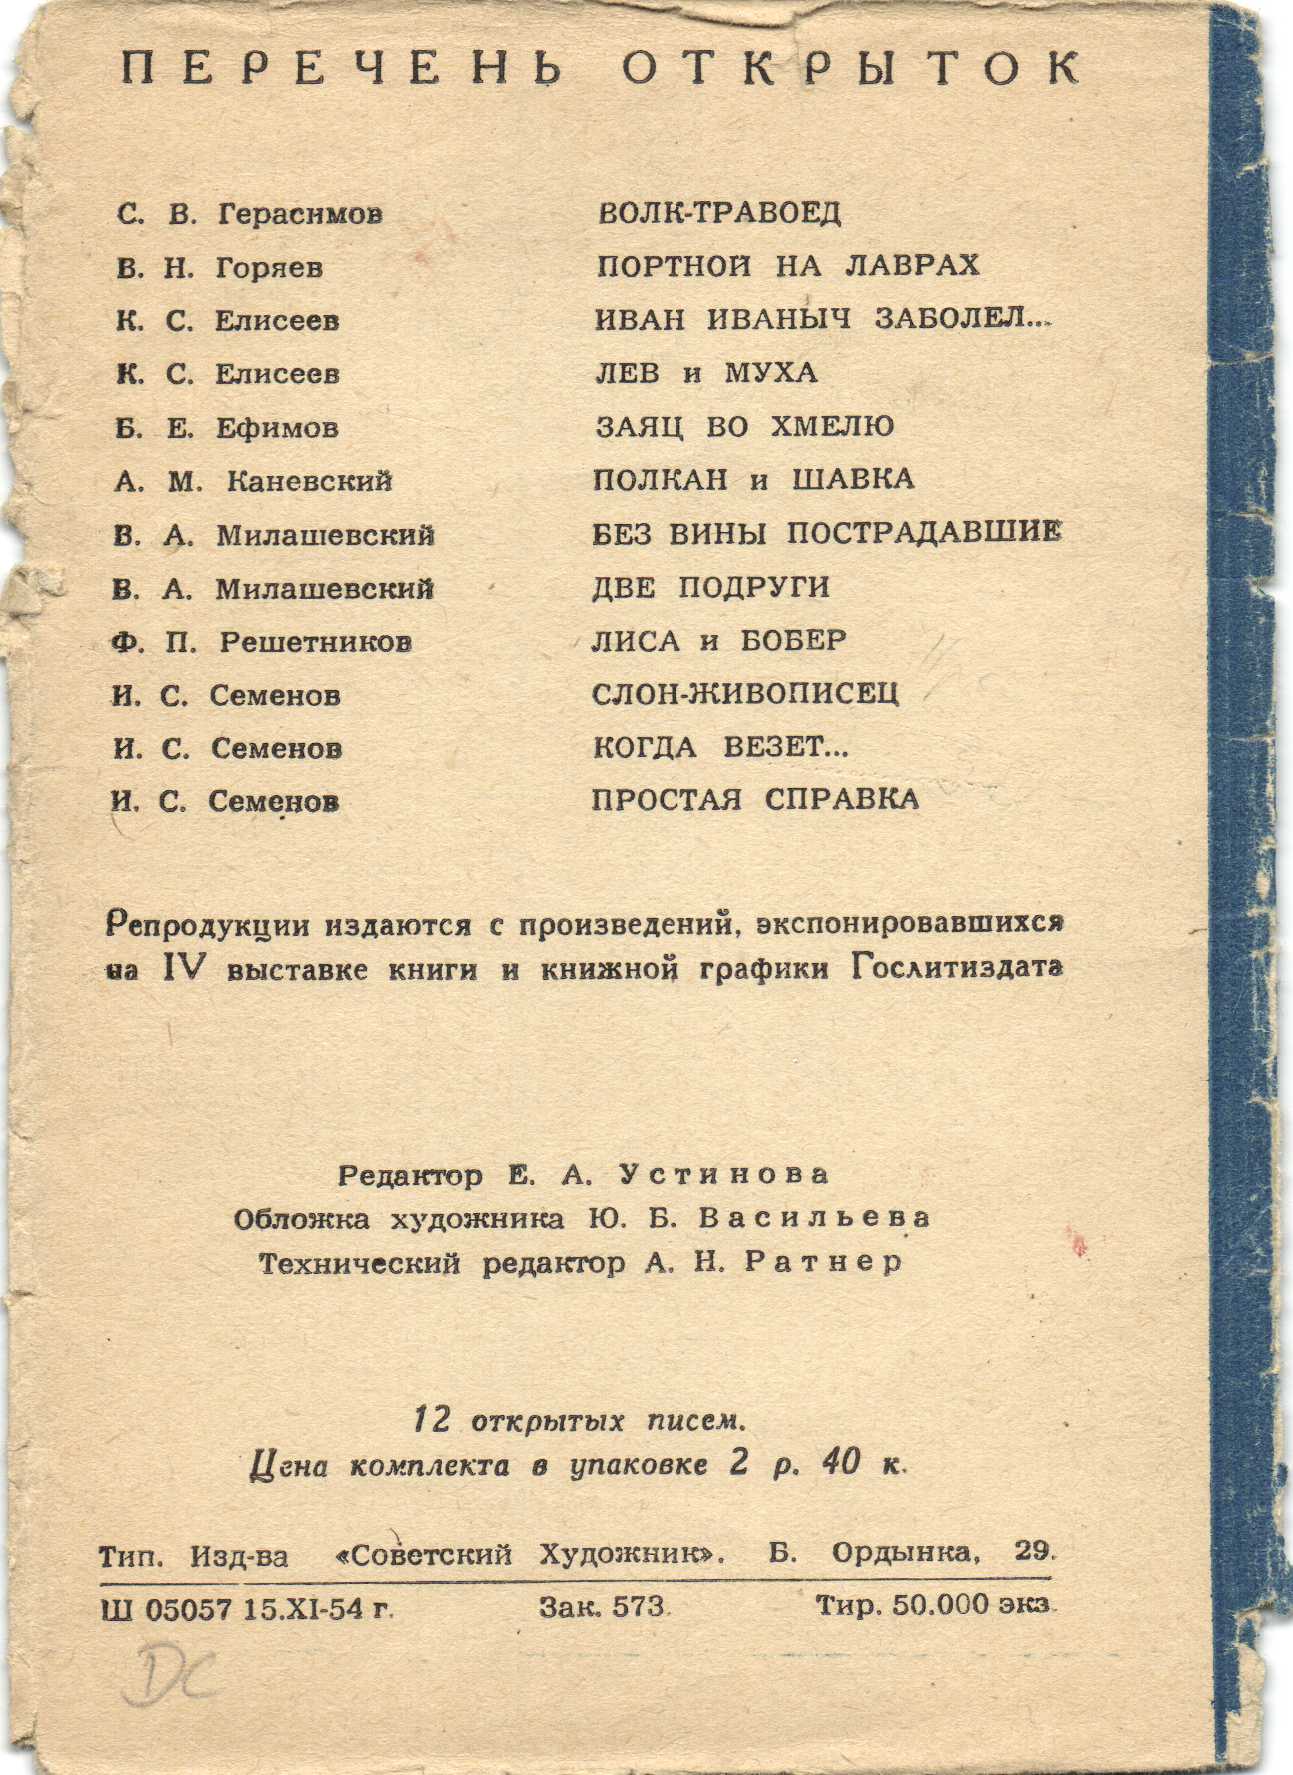 ПЕРЕЧЕНЬ ОТКРЫТОК
С. В. Герасимов ВОЛК-ТРАВОЕД
В. Н. Горяев ПОРТНОЙ НА ЛАВРАХ
К. С. Елисеев ИВАН ИВАНЫЧ ЗАБОЛЕЛ...
К. С. Елисеев ЛЕВ и МУХА
Б. Е. Ефимов ЗАЯЦ ВО ХМЕЛЮ
А. М. Каневский ПОЛКАН и ШАВКА
В. А. Милашевский БЕЗ ВИНЫ ПОСТРАДАВШИЕ
В. А. Милашевский ДВЕ ПОДРУГИ
Ф. П. Решетников ЛИСА и БОБЕР
И. С. Семенов СЛОН-ЖИВОПИСЕЦ
И. С. Семенов КОГДА ВЕЗЕТ...
И. С. Семенов ПРОСТАЯ СПРАВКА
Репродукции издаются с произведений, экспонировавшихся
на IV выставке книги и книжной графики Гослитиздата
Редактор Е. А. Устинова
Обложка художника Ю. Б. Васильева
Технический редактор А. Н. Ратнер
12 открытых писем.
Цена комплекта в упаковке 2 р. 40 к.
Тип. Изд-ва «Советский Художник». Б. Ордынка, 29.
Ш 05057 15.XI-54 г. Зак. 573. Тир. 50.000 экз.
DC